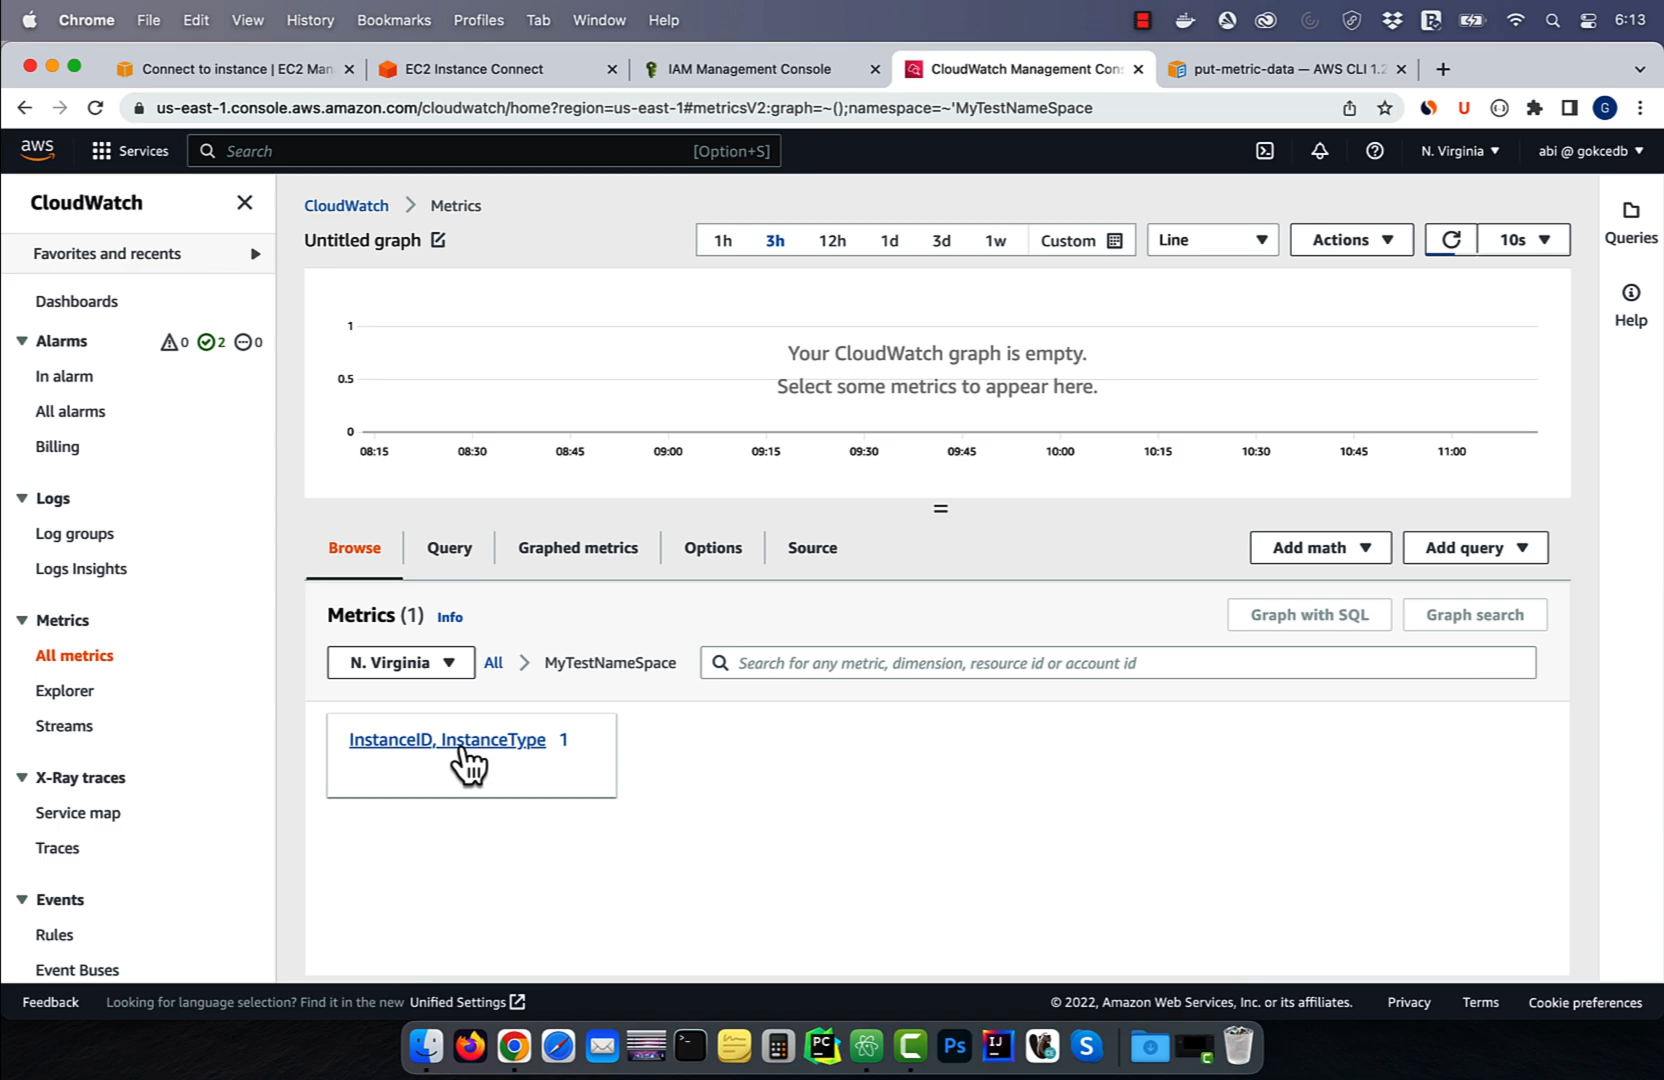 Chrome File Edit View History Bookmarks Profiles Tab Window Help 6:13
Connect to instance | EC2 Man EC2 Instance Connect IAM Management Console CloudWatch Management Con put-metric-data — AWS CLI 1.2
us-east-1.console.aws.amazon.com/cloudwatch/home?region=us-east-1#metricsV2:graph=~();namespace=~'MyTestNameSpace
aws Services Search [Option+S] N. Virginia abi @ gokcedb
CloudWatch
Favorites and recents
Dashboards
Alarms 0 2 0
In alarm
All alarms
Billing
Logs
Log groups
Logs Insights
Metrics
All metrics
Explorer
Streams
X-Ray traces
Service map
Traces
Events
Rules
Event Buses
CloudWatch Metrics
Untitled graph
1h 3h 12h 1d 3d 1w Custom Line Actions 10s
1
0.5
0
Your CloudWatch graph is empty.
Select some metrics to appear here.
08:15 08:30 08:45 09:00 09:15 09:30 09:45 10:00 10:15 10:30 10:45 11:00
Browse Query Graphed metrics Options Source Add math Add query
Metrics (1) Info Graph with SQL Graph search
N. Virginia All MyTestNameSpace Search for any metric, dimension, resource id or account id
InstanceID, InstanceType 1
Queries
Help
Feedback Looking for language selection? Find it in the new Unified Settings © 2022, Amazon Web Services, Inc. or its affiliates. Privacy Terms Cookie preferences
PC C Ps IJ S